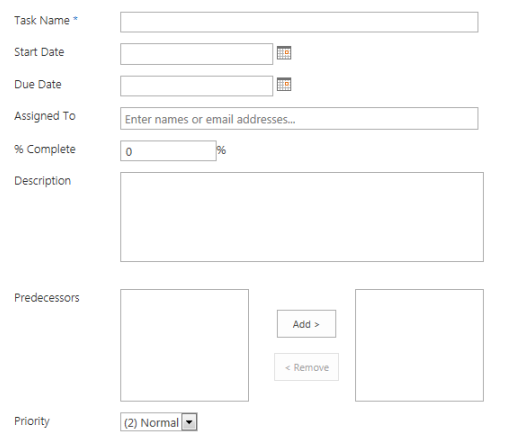 Task Name *
Start Date
Due Date
Assigned To
Enter names or email addresses...
% Complete
0
%
Description
Predecessors
Add >
< Remove
Priority
(2) Normal